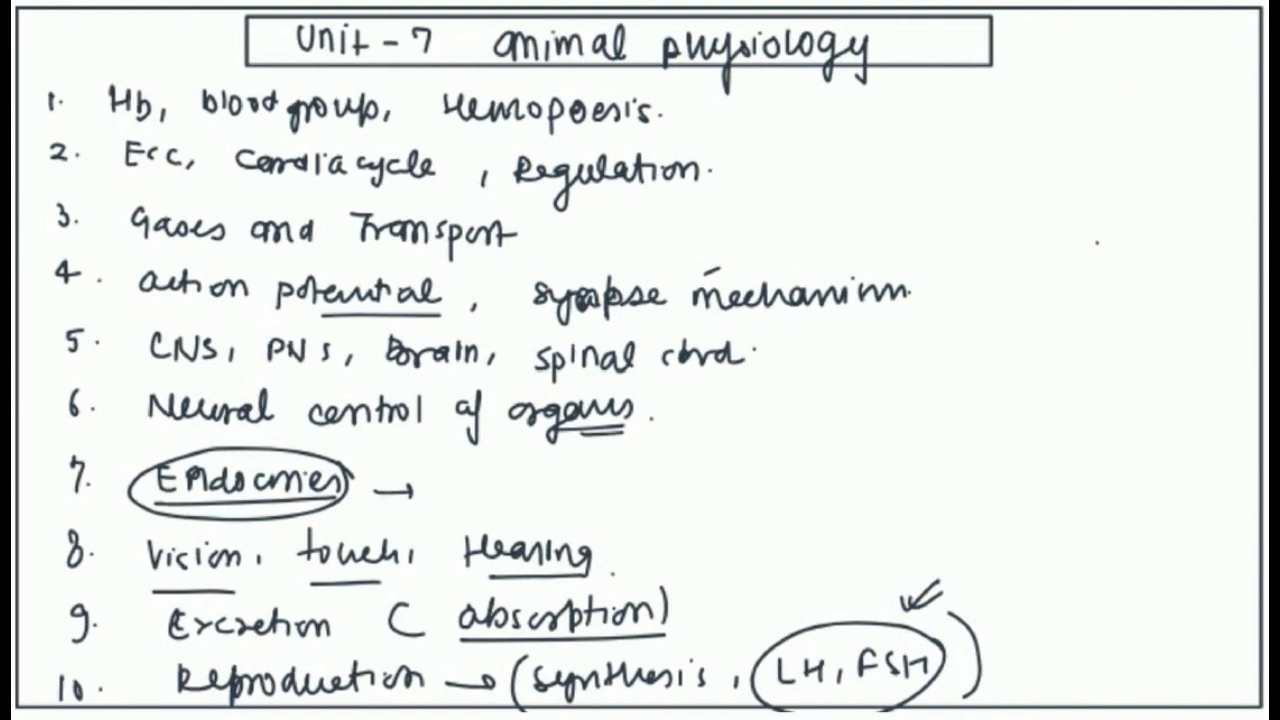 Unit - 7 animal physiology
1. Hb, blood group, Hemopoesis.
2. ECC, Cardiacycle, Regulation.
3. Gases and Transport
4. action potential, synapse mechanism.
5. CNS, PNS, Brain, spinal cord.
6. Neural control of organs.
7. Endocrines →
8. Vision, touch, Hearing.
9. Excretion (absorption)
10. Reproduction → (synthesis, LH, FSH)